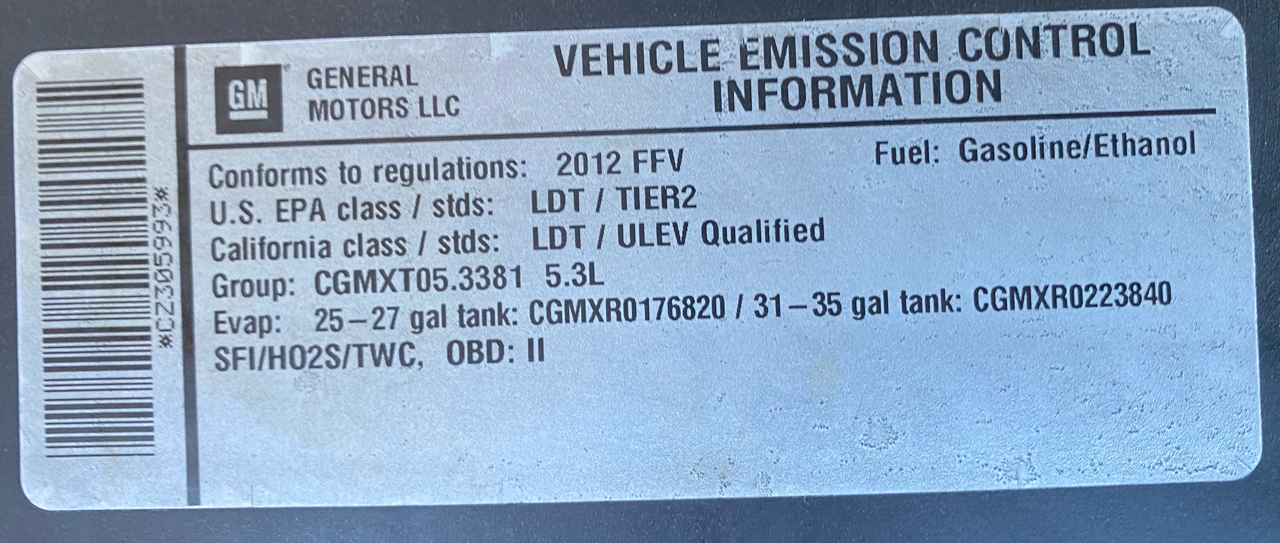 *CZ305993*
GM
GENERAL
MOTORS LLC
VEHICLE EMISSION CONTROL
INFORMATION
Conforms to regulations: 2012 FFV
Fuel: Gasoline/Ethanol
U.S. EPA class / stds: LDT / TIER2
California class / stds: LDT / ULEV Qualified
Group: CGMXT05.3381 5.3L
Evap: 25–27 gal tank: CGMXR0176820 / 31–35 gal tank: CGMXR0223840
SFI/HO2S/TWC, OBD: II